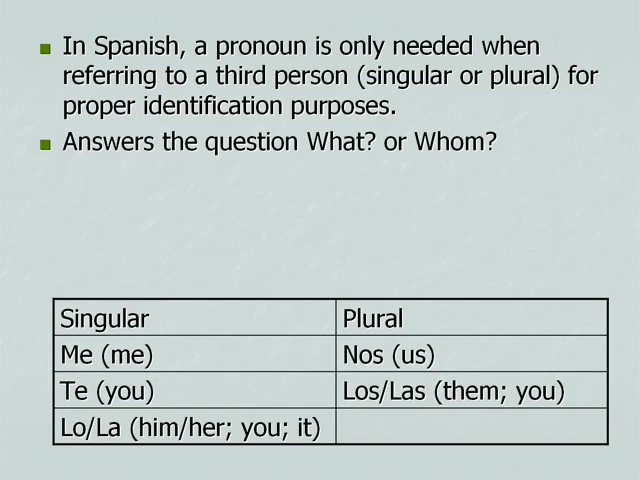 In Spanish, a pronoun is only needed when
referring to a third person (singular or plural) for
proper identification purposes.
Answers the question What? or Whom?
Singular Plural
Me (me) Nos (us)
Te (you) Los/Las (them; you)
Lo/La (him/her; you; it)